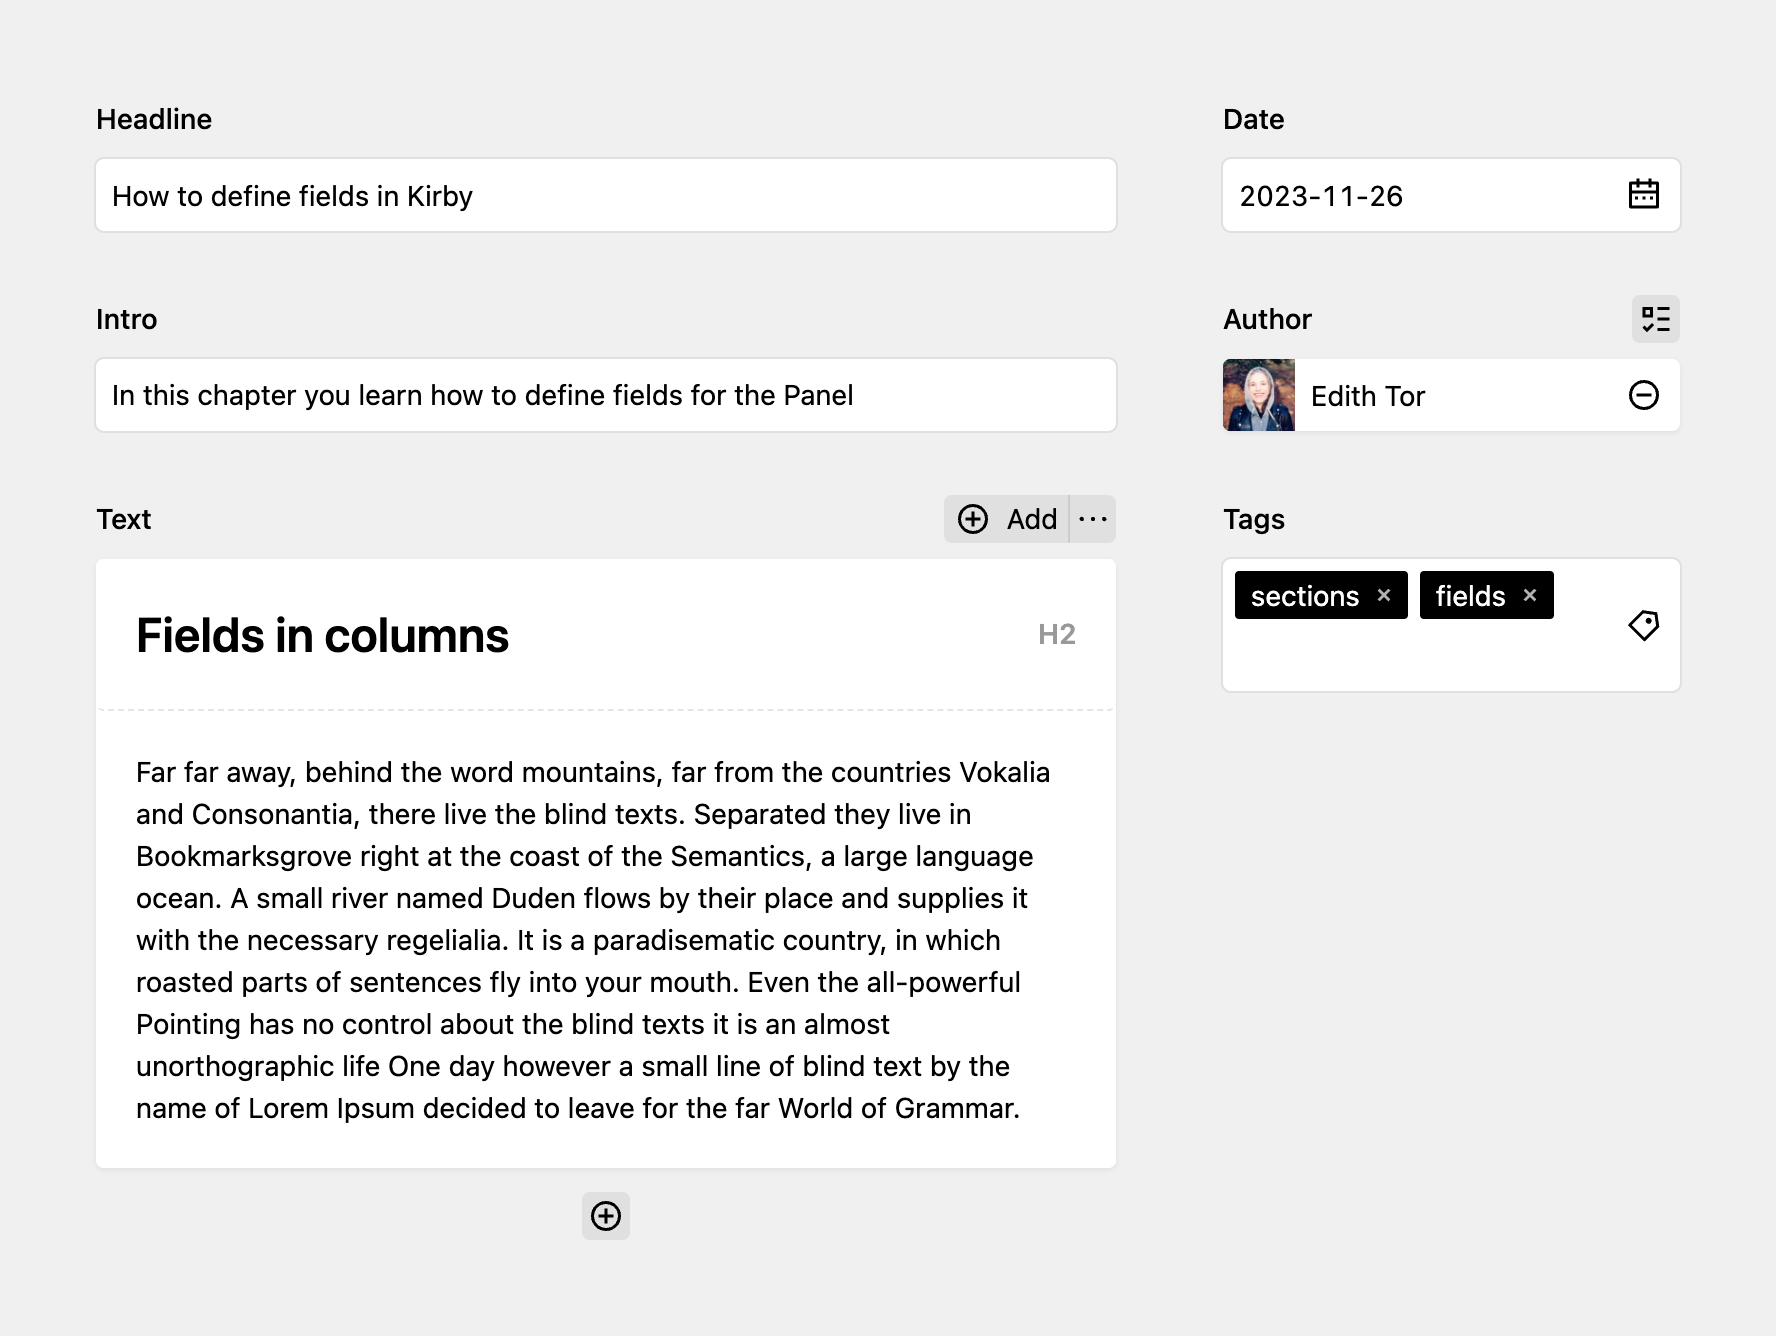 Headline
How to define fields in Kirby
Intro
In this chapter you learn how to define fields for the Panel
Text
Add
Fields in columns
H2
Far far away, behind the word mountains, far from the countries Vokalia
and Consonantia, there live the blind texts. Separated they live in
Bookmarksgrove right at the coast of the Semantics, a large language
ocean. A small river named Duden flows by their place and supplies it
with the necessary regelialia. It is a paradisematic country, in which
roasted parts of sentences fly into your mouth. Even the all-powerful
Pointing has no control about the blind texts it is an almost
unorthographic life One day however a small line of blind text by the
name of Lorem Ipsum decided to leave for the far World of Grammar.
Date
2023-11-26
Author
Edith Tor
Tags
sections × fields ×